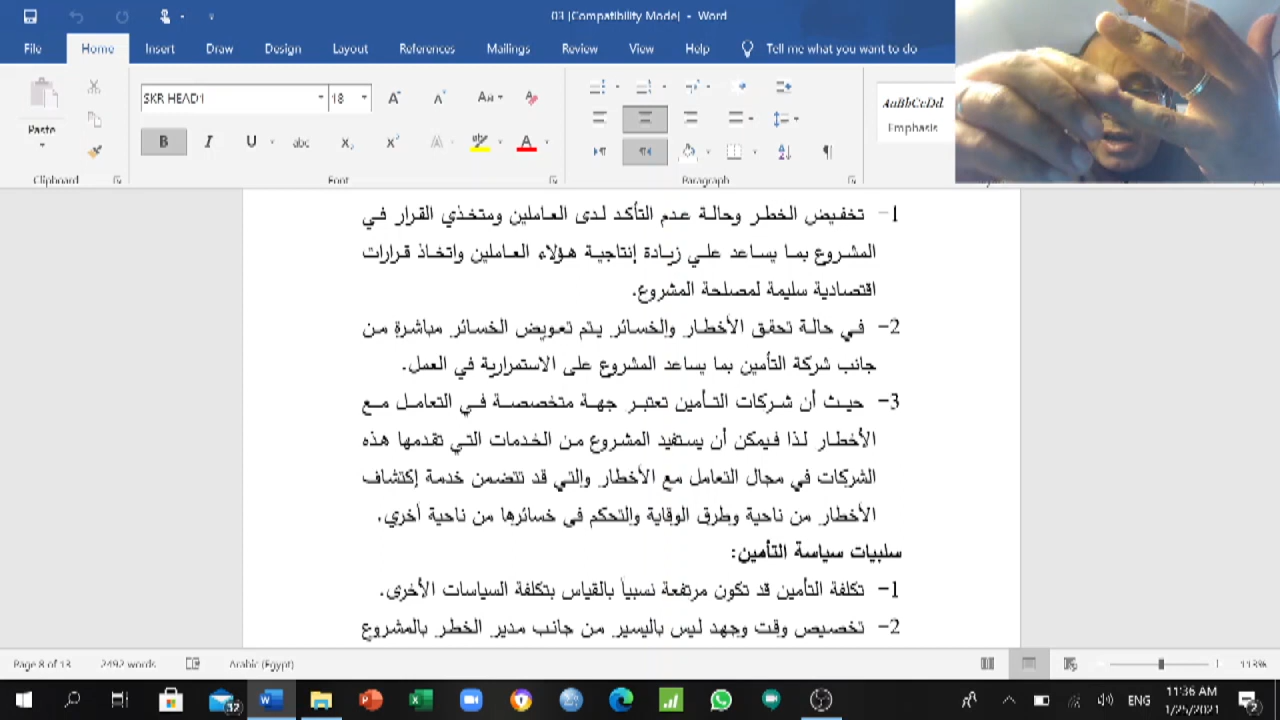 03 [Compatibility Mode] - Word
File Home Insert Draw Design Layout References Mailings Review View Help Tell me what you want to do
SKR HEAD1 18
Paste
AaBbCcDd
Emphasis
Clipboard Font Paragraph
1- تخفيض الخطر وحالة عدم التأكد لدى العاملين ومتخذي القرار في
المشروع بما يساعد علي زيادة إنتاجية هؤلاء العاملين واتخاذ قرارات
اقتصادية سليمة لمصلحة المشروع.
2- في حالة تحقق الأخطار والخسائر يتم تعويض الخسائر مباشرة من
جانب شركة التأمين بما يساعد المشروع على الاستمرارية في العمل.
3- حيث أن شركات التأمين تعتبر جهة متخصصة في التعامل مع
الأخطار لذا فيمكن أن يستفيد المشروع من الخدمات التي تقدمها هذه
الشركات في مجال التعامل مع الأخطار والتي قد تتضمن خدمة إكتشاف
الأخطار من ناحية وطرق الوقاية والتحكم في خسائرها من ناحية أخري.
سلبيات سياسة التأمين:
1- تكلفة التأمين قد تكون مرتفعة نسبياً بالقياس بتكلفة السياسات الأخرى.
2- تخصيص وقت وجهد ليس باليسير من جانب مدير الخطر بالمشروع
Page 8 of 13 2492 words Arabic (Egypt) 113%
ENG
11:36 AM
1/25/2021